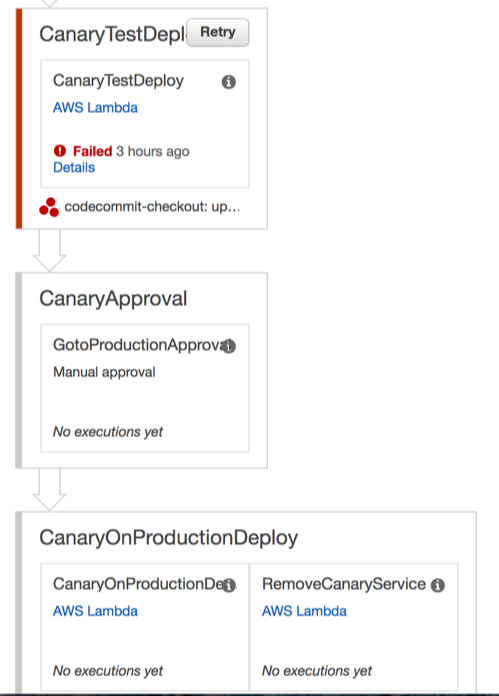 CanaryTestDepl
Retry
CanaryTestDeploy
AWS Lambda
Failed 3 hours ago
Details
codecommit-checkout: up...
CanaryApproval
GotoProductionApproval
Manual approval
No executions yet
CanaryOnProductionDeploy
CanaryOnProductionDe
RemoveCanaryService
AWS Lambda
AWS Lambda
No executions yet
No executions yet